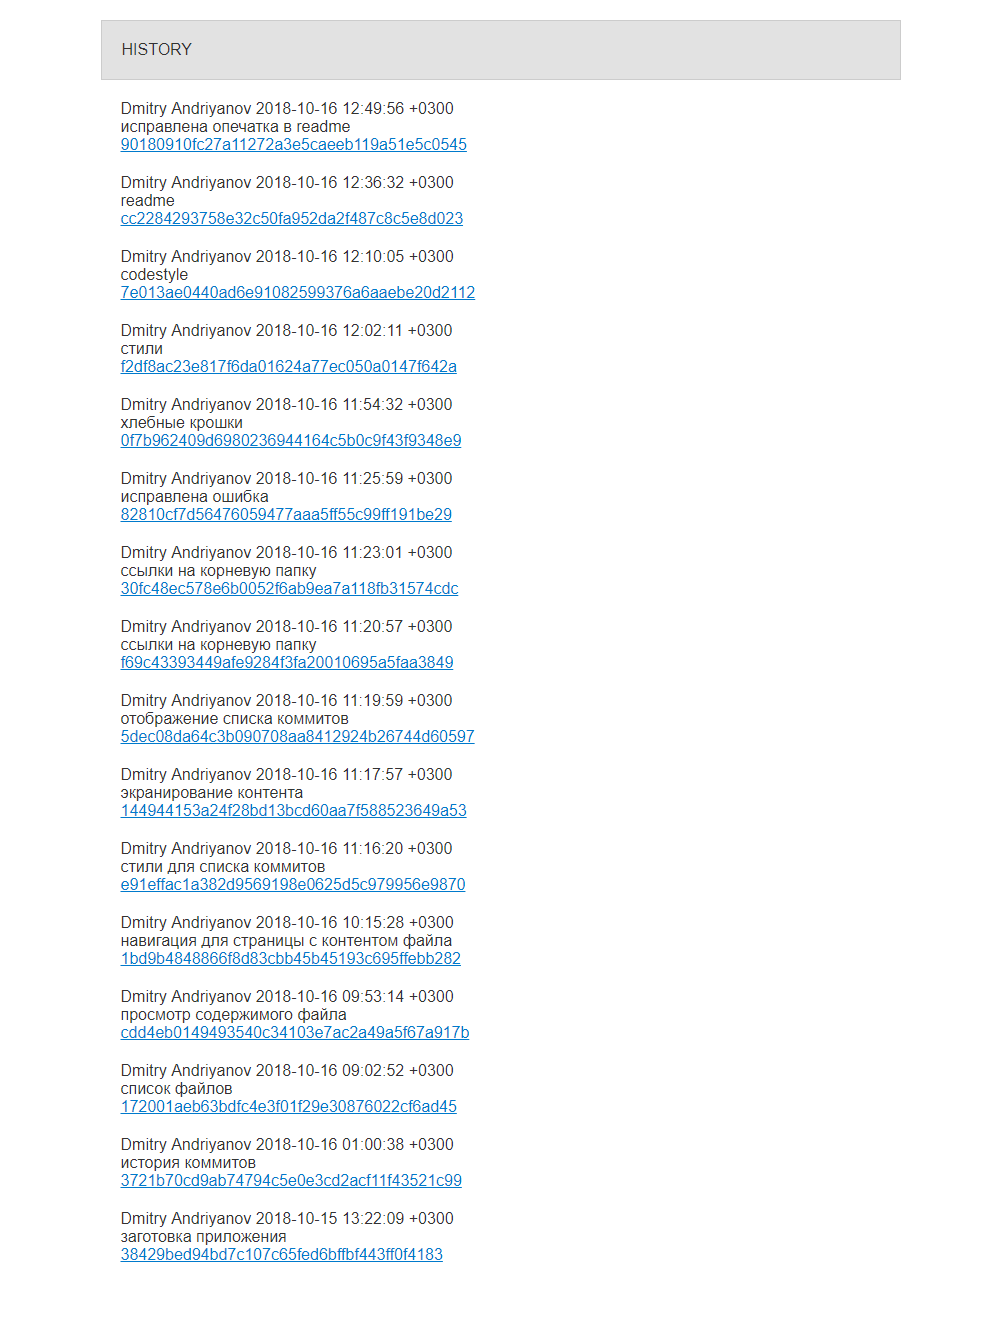 HISTORY
Dmitry Andriyanov 2018-10-16 12:49:56 +0300
исправлена опечатка в readme
90180910fc27a11272a3e5caeeb119a51e5c0545
Dmitry Andriyanov 2018-10-16 12:36:32 +0300
readme
cc2284293758e32c50fa952da2f487c8c5e8d023
Dmitry Andriyanov 2018-10-16 12:10:05 +0300
codestyle
7e013ae0440ad6e91082599376a6aaebe20d2112
Dmitry Andriyanov 2018-10-16 12:02:11 +0300
стили
f2df8ac23e817f6da01624a77ec050a0147f642a
Dmitry Andriyanov 2018-10-16 11:54:32 +0300
хлебные крошки
0f7b962409d6980236944164c5b0c9f43f9348e9
Dmitry Andriyanov 2018-10-16 11:25:59 +0300
исправлена ошибка
82810cf7d56476059477aaa5ff55c99ff191be29
Dmitry Andriyanov 2018-10-16 11:23:01 +0300
ссылки на корневую папку
30fc48ec578e6b0052f6ab9ea7a118fb31574cdc
Dmitry Andriyanov 2018-10-16 11:20:57 +0300
ссылки на корневую папку
f69c43393449afe9284f3fa20010695a5faa3849
Dmitry Andriyanov 2018-10-16 11:19:59 +0300
отображение списка коммитов
5dec08da64c3b090708aa8412924b26744d60597
Dmitry Andriyanov 2018-10-16 11:17:57 +0300
экранирование контента
144944153a24f28bd13bcd60aa7f588523649a53
Dmitry Andriyanov 2018-10-16 11:16:20 +0300
стили для списка коммитов
e91effac1a382d9569198e0625d5c979956e9870
Dmitry Andriyanov 2018-10-16 10:15:28 +0300
навигация для страницы с контентом файла
1bd9b4848866f8d83cbb45b45193c695ffebb282
Dmitry Andriyanov 2018-10-16 09:53:14 +0300
просмотр содержимого файла
cdd4eb0149493540c34103e7ac2a49a5f67a917b
Dmitry Andriyanov 2018-10-16 09:02:52 +0300
список файлов
172001aeb63bdfc4e3f01f29e30876022cf6ad45
Dmitry Andriyanov 2018-10-16 01:00:38 +0300
история коммитов
3721b70cd9ab74794c5e0e3cd2acf11f43521c99
Dmitry Andriyanov 2018-10-15 13:22:09 +0300
заготовка приложения
38429bed94bd7c107c65fed6bffbf443ff0f4183